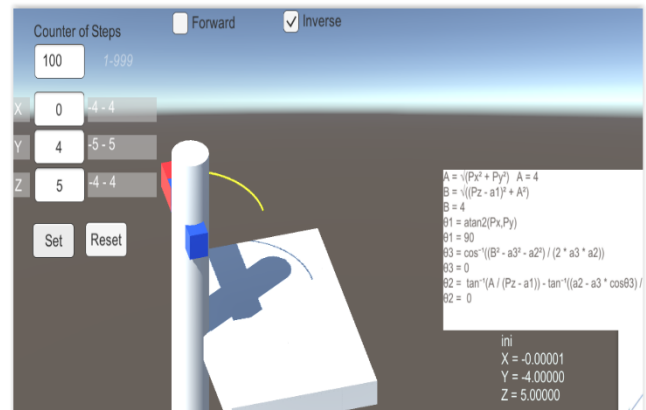 Counter of Steps
Forward
Inverse
100
1-999
X
0
-4 - 4
Y
4
-5 - 5
Z
5
-4 - 4
Set
Reset
A = √(Px² + Py²) A = 4
B = √((Pz - a1)² + A²)
B = 4
θ1 = atan2(Px,Py)
θ1 = 90
θ3 = cos⁻¹((B² - a3² - a2²) / (2 * a3 * a2))
θ3 = 0
θ2 = tan⁻¹(A / (Pz - a1)) - tan⁻¹((a2 - a3 * cosθ3) /
θ2 = 0
ini
X = -0.00001
Y = -4.00000
Z = 5.00000